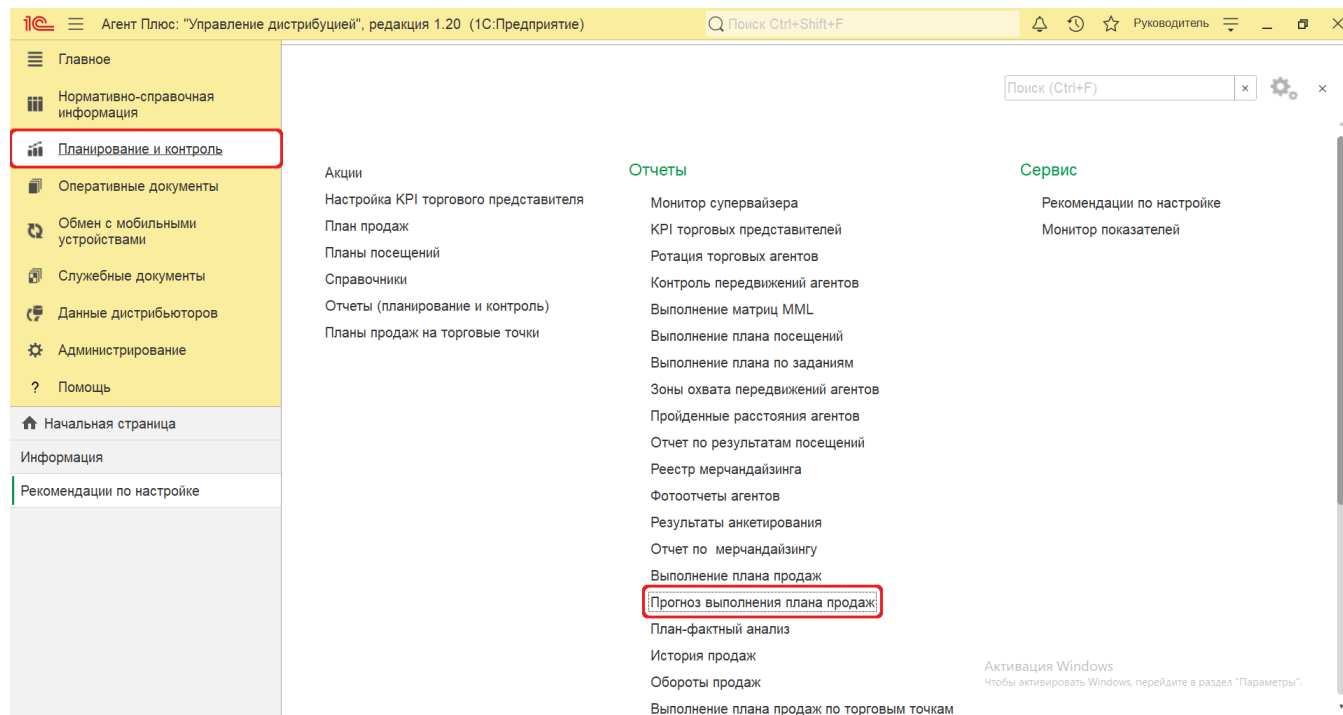 1С Агент Плюс: "Управление дистрибуцией", редакция 1.20 (1С:Предприятие)
Поиск Ctrl+Shift+F
Руководитель
Главное
Нормативно-справочная
информация
Планирование и контроль
Оперативные документы
Обмен с мобильными
устройствами
Служебные документы
Данные дистрибьюторов
Администрирование
? Помощь
Начальная страница
Информация
Рекомендации по настройке
Поиск (Ctrl+F)
Акции
Настройка KPI торгового представителя
План продаж
Планы посещений
Справочники
Отчеты (планирование и контроль)
Планы продаж на торговые точки
Отчеты
Монитор супервайзера
KPI торговых представителей
Ротация торговых агентов
Контроль передвижений агентов
Выполнение матриц MML
Выполнение плана посещений
Выполнение плана по заданиям
Зоны охвата передвижений агентов
Пройденные расстояния агентов
Отчет по результатам посещений
Реестр мерчандайзинга
Фотоотчеты агентов
Результаты анкетирования
Отчет по мерчандайзингу
Выполнение плана продаж
Прогноз выполнения плана продаж
План-фактный анализ
История продаж
Обороты продаж
Выполнение плана продаж по торговым точкам
Сервис
Рекомендации по настройке
Монитор показателей
Активация Windows
Чтобы активировать Windows, перейдите в раздел "Параметры".